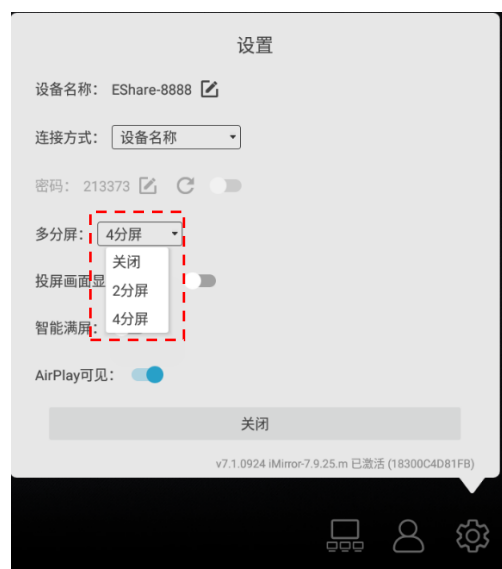 设置
设备名称： EShare-8888
连接方式： 设备名称
密码： 213373
多分屏： 4分屏
关闭
投屏画面显
2分屏
4分屏
智能满屏：
AirPlay可见：
关闭
v7.1.0924 iMirror-7.9.25.m 已激活 (18300C4D81FB)